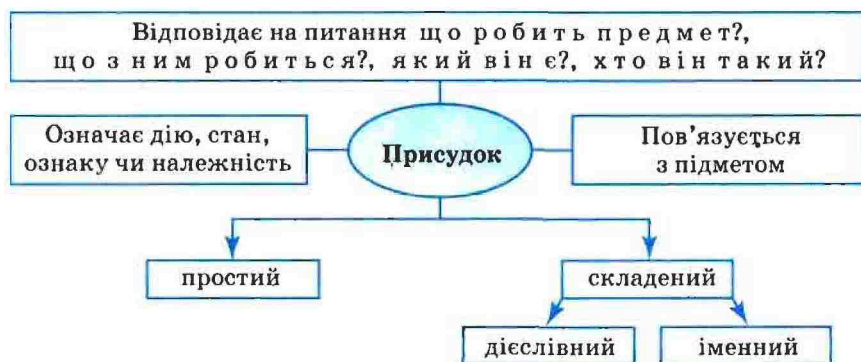 Відповідає на питання що робить предмет?,
що з ним робиться?, який він є?, хто він такий?
Означає дію, стан,
ознаку чи належність
Присудок
Пов’язується
з підметом
простий
складений
дієслівний
іменний